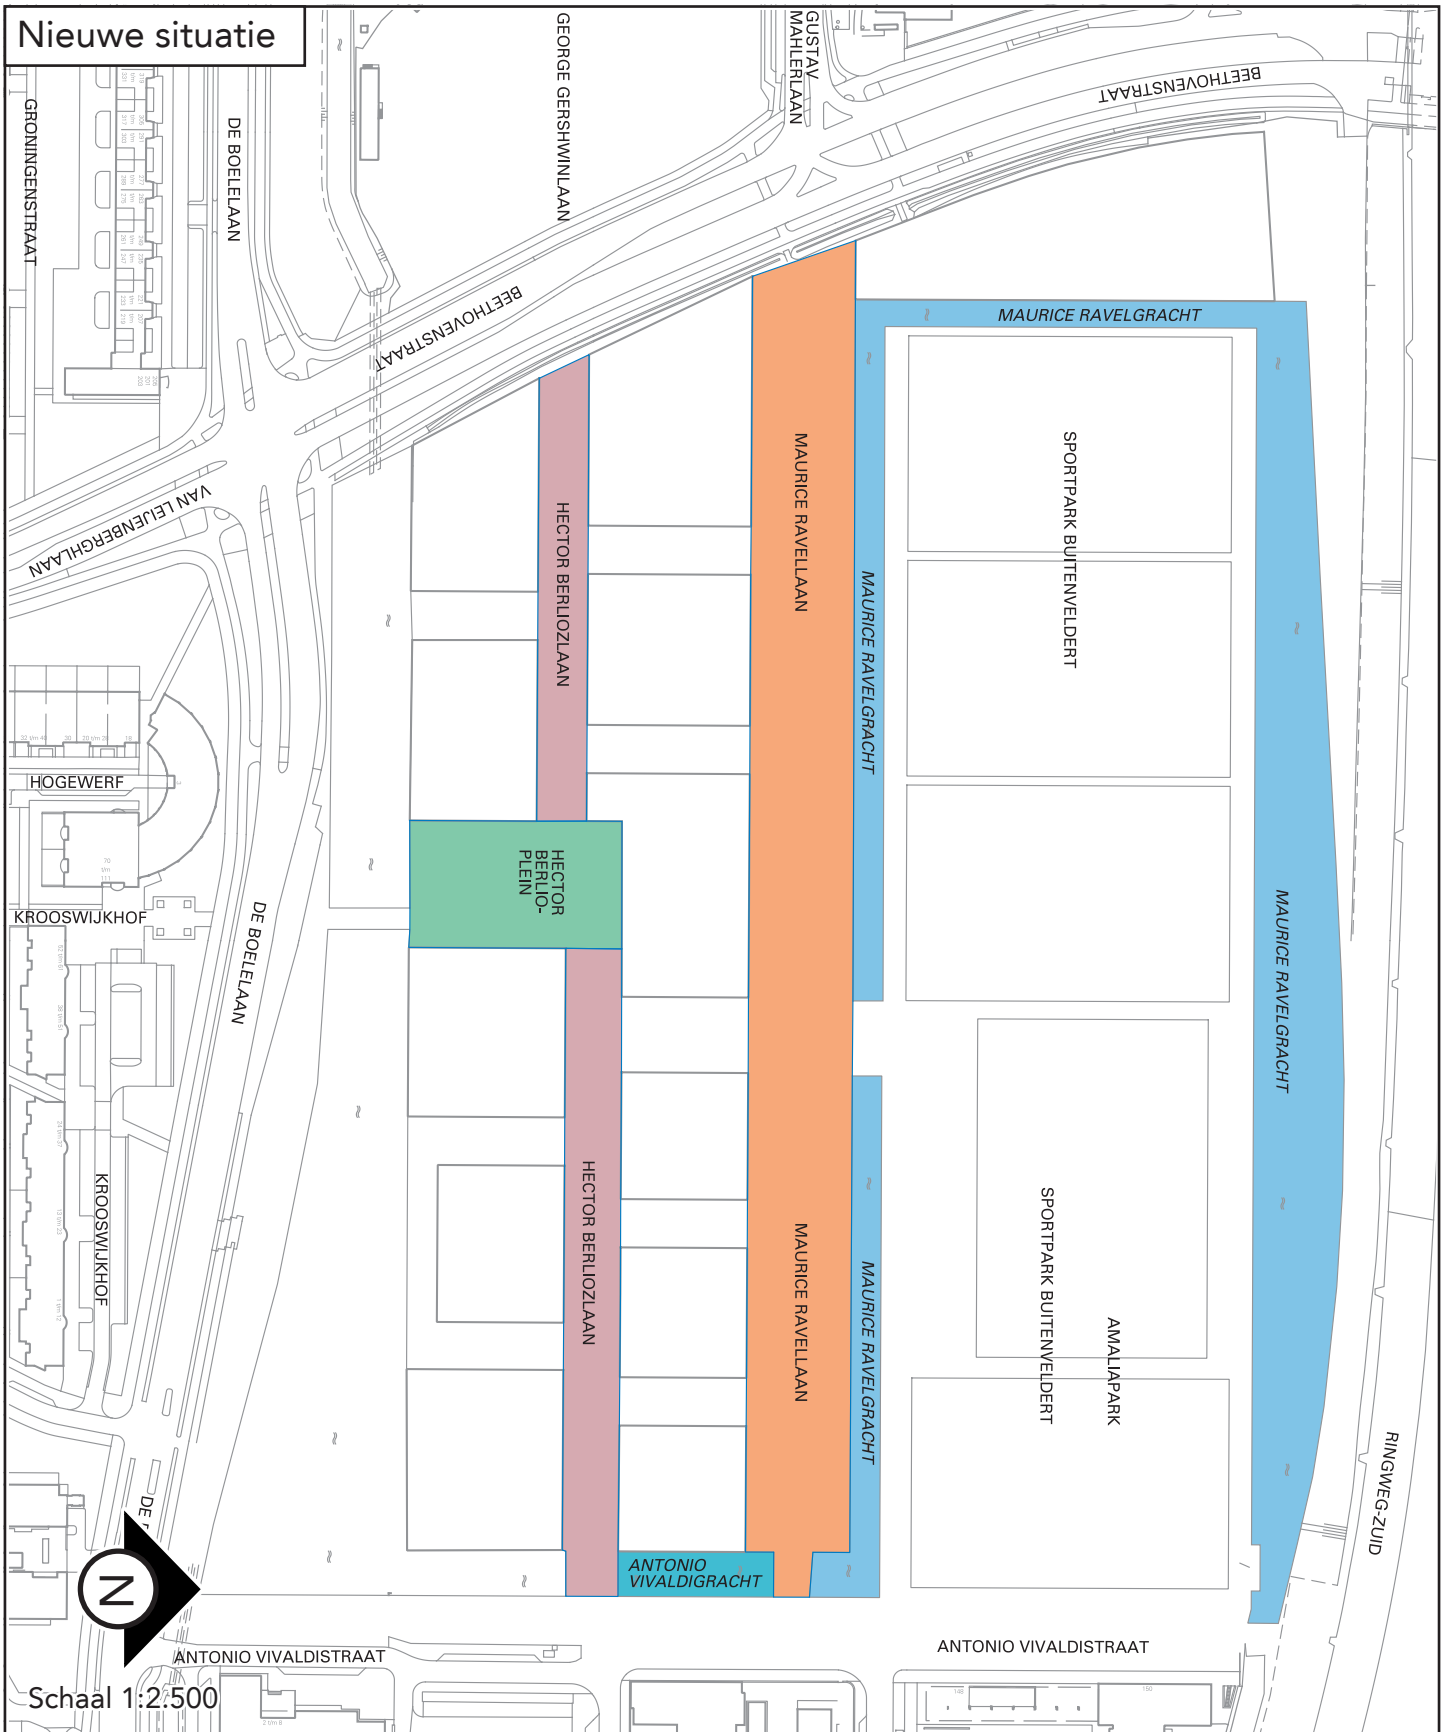 Nieuwe situatie
GRONINGENSTRAAT
DE BOELELAAN
GEORGE GERSHWINLAAN
GUSTAV
MAHLERLAAN
BEETHOVENSTRAAT
BEETHOVENSTRAAT
VAN LEIJENBERGHLAAN
MAURICE RAVELGRACHT
MAURICE RAVELLAAN
SPORTPARK BUITENVELDERT
HECTOR BERLIOZLAAN
MAURICE RAVELGRACHT
HOGEWERF
HECTOR
BERLIO-
PLEIN
KROOSWIJKHOF
DE BOELELAAN
MAURICE RAVELGRACHT
KROOSWIJKHOF
HECTOR BERLIOZLAAN
MAURICE RAVELLAAN
MAURICE RAVELGRACHT
SPORTPARK BUITENVELDERT
AMALIAPARK
RINGWEG-ZUID
DE
N
ANTONIO
VIVALDIGRACHT
ANTONIO VIVALDISTRAAT
ANTONIO VIVALDISTRAAT
Schaal 1:2.500